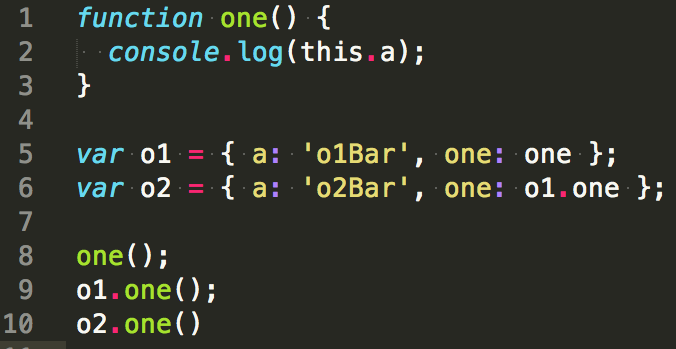 1 function one() {
2   console.log(this.a);
3 }
4
5 var o1 = { a: 'o1Bar', one: one };
6 var o2 = { a: 'o2Bar', one: o1.one };
7
8 one();
9 o1.one();
10 o2.one()